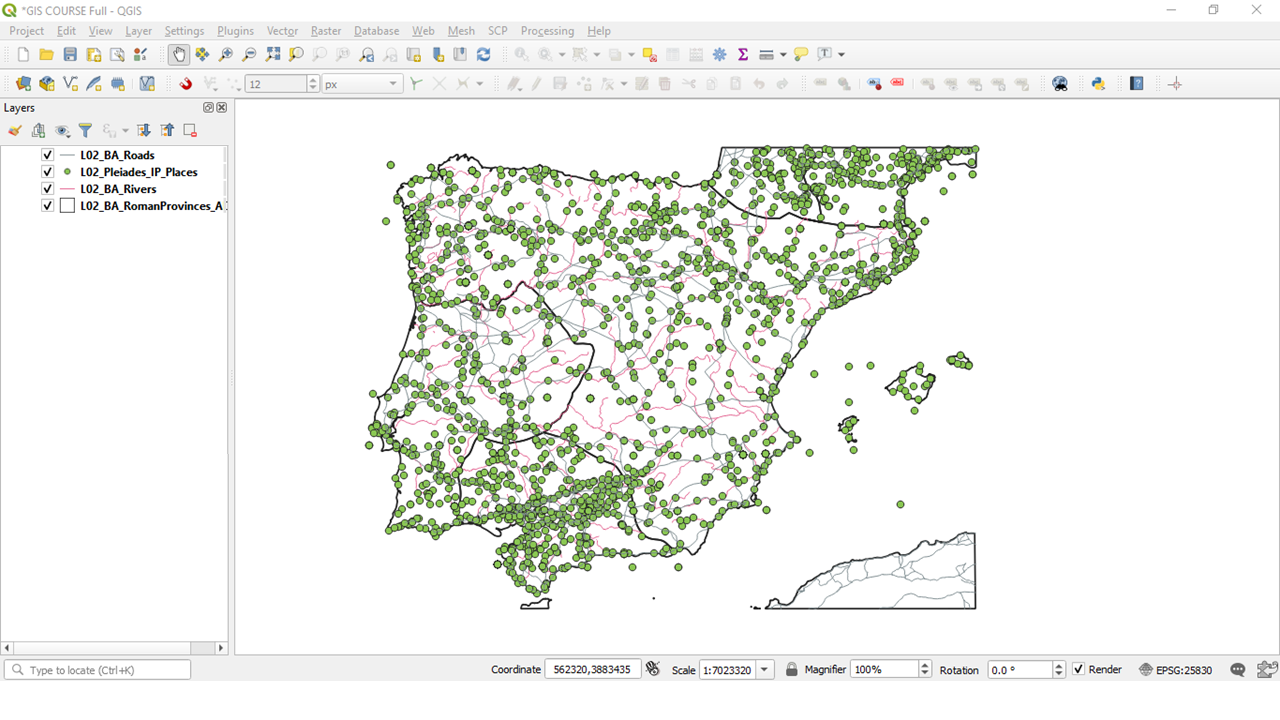 *GIS COURSE Full - QGIS
Project Edit View Layer Settings Plugins Vector Raster Database Web Mesh SCP Processing Help
12 px
Layers
L02_BA_Roads
L02_Pleiades_IP_Places
L02_BA_Rivers
L02_BA_RomanProvinces_A
Type to locate (Ctrl+K) Coordinate 562320,3883435 Scale 1:7023320 Magnifier 100% Rotation 0.0 ° Render EPSG:25830